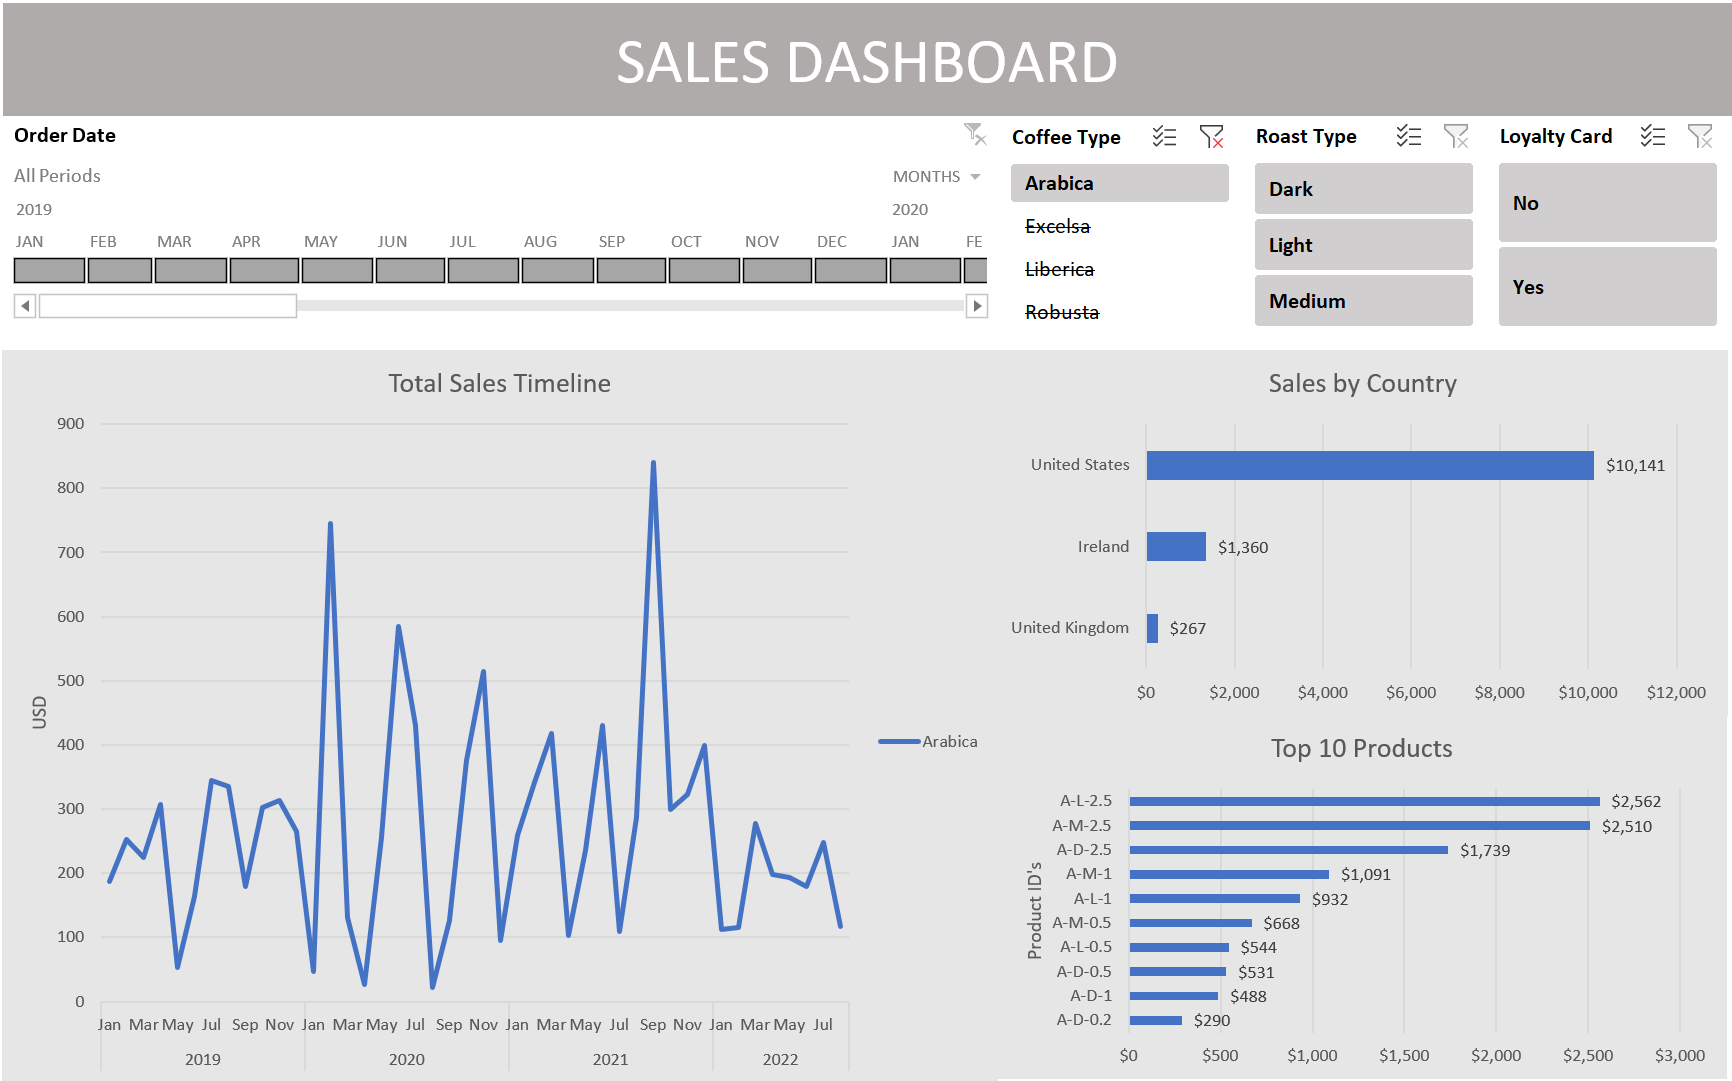 SALES DASHBOARD
Order Date
All Periods
MONTHS
2019
2020
JAN FEB MAR APR MAY JUN JUL AUG SEP OCT NOV DEC JAN FE
Coffee Type
Arabica
Excelsa
Liberica
Robusta
Roast Type
Dark
Light
Medium
Loyalty Card
No
Yes
Total Sales Timeline
900
800
700
600
500
400
300
200
100
0
USD
Jan Mar May Jul Sep Nov Jan Mar May Jul Sep Nov Jan Mar May Jul Sep Nov Jan Mar May Jul
2019 2020 2021 2022
Arabica
Sales by Country
United States $10,141
Ireland $1,360
United Kingdom $267
$0 $2,000 $4,000 $6,000 $8,000 $10,000 $12,000
Top 10 Products
Product ID's
A-L-2.5 $2,562
A-M-2.5 $2,510
A-D-2.5 $1,739
A-M-1 $1,091
A-L-1 $932
A-M-0.5 $668
A-L-0.5 $544
A-D-0.5 $531
A-D-1 $488
A-D-0.2 $290
$0 $500 $1,000 $1,500 $2,000 $2,500 $3,000